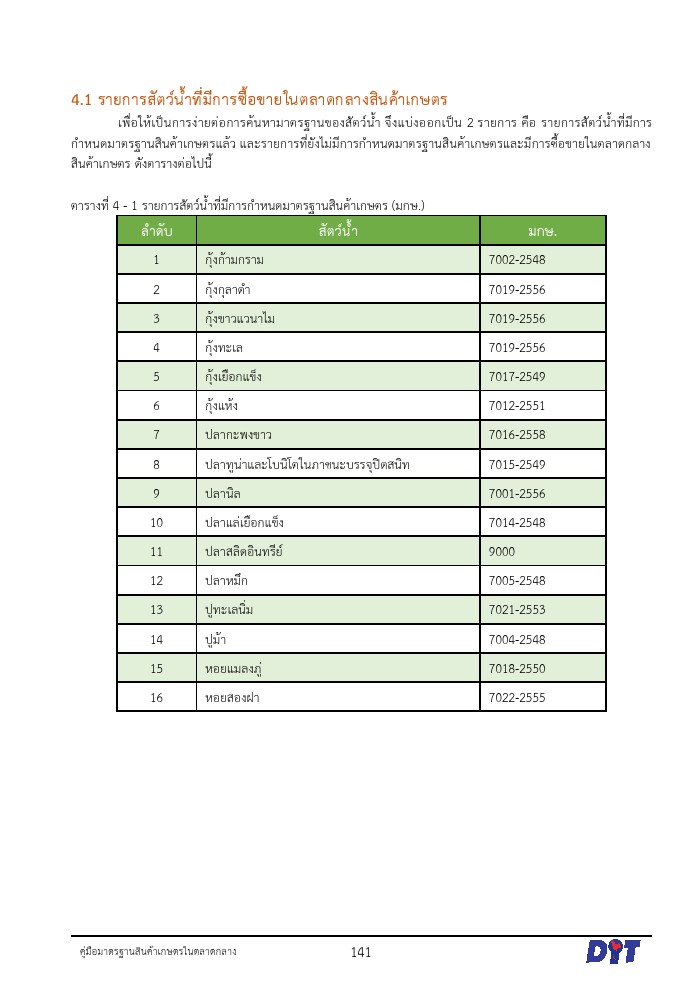 4.1 รายการสัตว์น้ำที่มีการซื้อขายในตลาดกลางสินค้าเกษตร
เพื่อให้เป็นการง่ายต่อการค้นหามาตรฐานของสัตว์น้ำ จึงแบ่งออกเป็น 2 รายการ คือ รายการสัตว์น้ำที่มีการ
กำหนดมาตรฐานสินค้าเกษตรแล้ว และรายการที่ยังไม่มีการกำหนดมาตรฐานสินค้าเกษตรและมีการซื้อขายในตลาดกลาง
สินค้าเกษตร ดังตารางต่อไปนี้
ตารางที่ 4 - 1 รายการสัตว์น้ำที่มีการกำหนดมาตรฐานสินค้าเกษตร (มกษ.)
ลำดับ สัตว์น้ำ มกษ.
1 กุ้งก้ามกราม 7002-2548
2 กุ้งกุลาดำ 7019-2556
3 กุ้งขาวแวนาไม 7019-2556
4 กุ้งทะเล 7019-2556
5 กุ้งเยือกแข็ง 7017-2549
6 กุ้งแห้ง 7012-2551
7 ปลากะพงขาว 7016-2558
8 ปลาทูน่าและโบนิโตในภาชนะบรรจุปิดสนิท 7015-2549
9 ปลานิล 7001-2556
10 ปลาแล่เยือกแข็ง 7014-2548
11 ปลาสลิดอินทรีย์ 9000
12 ปลาหมึก 7005-2548
13 ปูทะเลนิ่ม 7021-2553
14 ปูม้า 7004-2548
15 หอยแมลงภู่ 7018-2550
16 หอยสองฝา 7022-2555
คู่มือมาตรฐานสินค้าเกษตรในตลาดกลาง 141 DIT